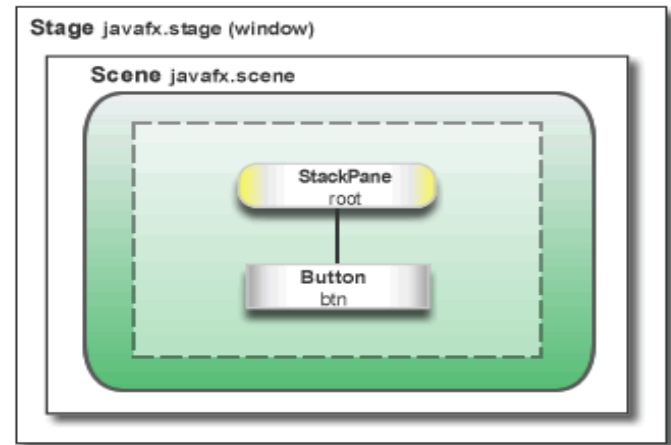 Stage javafx.stage (window)
Scene javafx.scene
StackPane
root
Button
btn